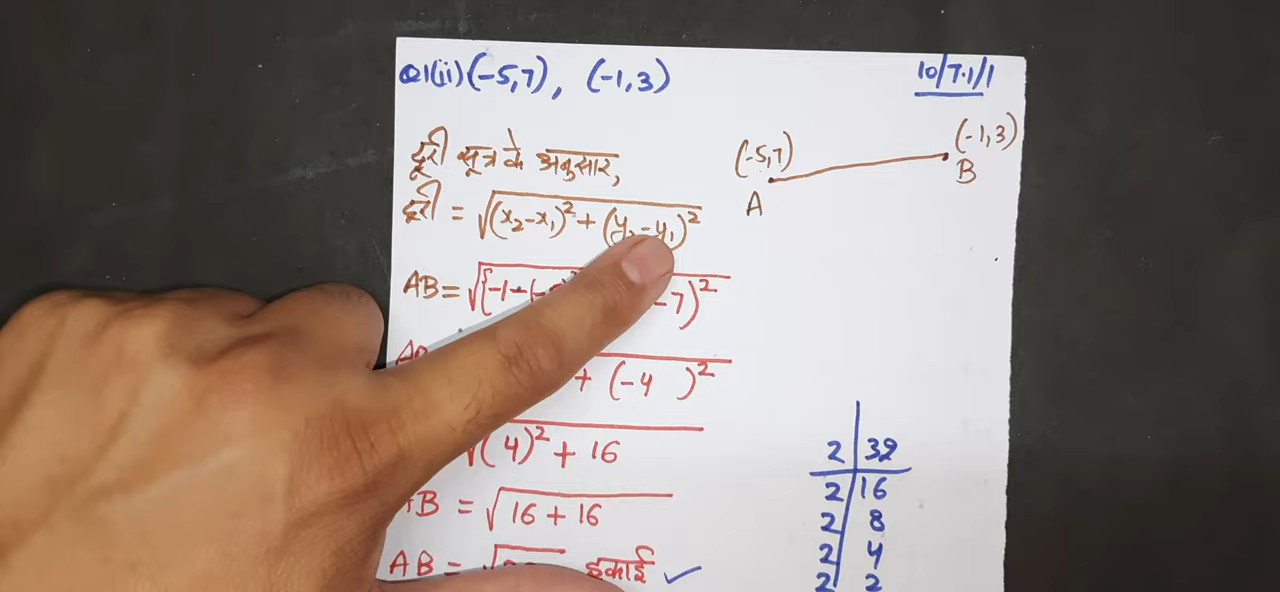 Q1(ii) (-5,7), (-1,3)
10/7.1/1
दूरी सूत्र के अनुसार,
दूरी = √(x₂-x₁)² + (y₂-y₁)²
(-5,7)
(-1,3)
A
B
AB = √{-1-(-
-7)²
+ (-4 )²
√(4)² + 16
AB = √16 + 16
AB = √ इकाई ✓
2 | 32
2 | 16
2 | 8
2 | 4
2 | 2